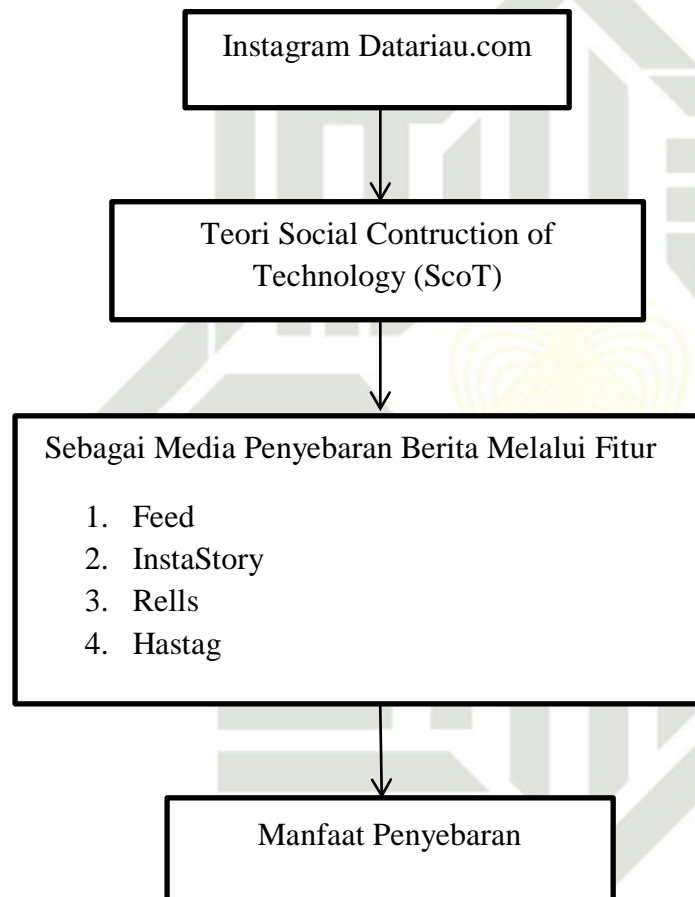 Instagram Datariau.com
Teori Social Contruction of
Technology (ScoT)
Sebagai Media Penyebaran Berita Melalui Fitur
1. Feed
2. InstaStory
3. Rells
4. Hastag
Manfaat Penyebaran